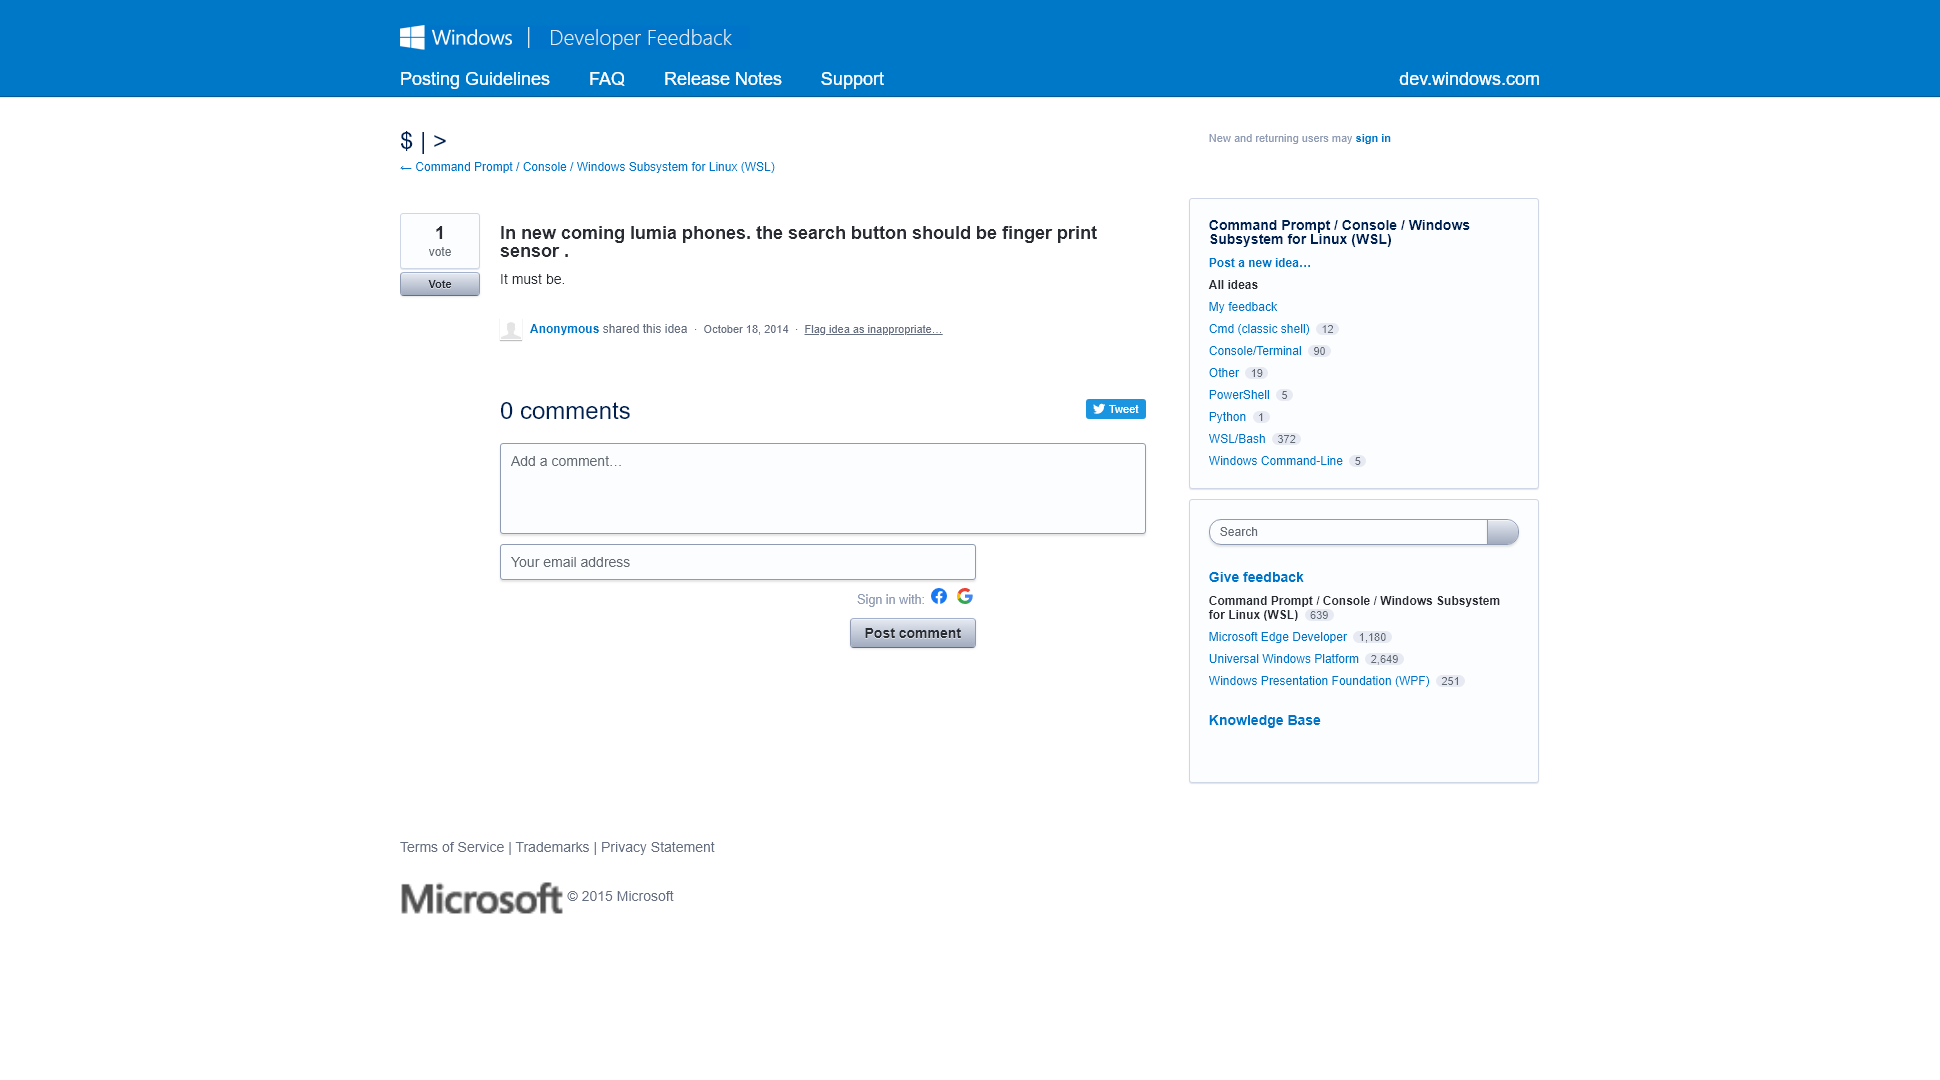 Windows | Developer Feedback
Posting Guidelines FAQ Release Notes Support dev.windows.com
$ | >
← Command Prompt / Console / Windows Subsystem for Linux (WSL)
New and returning users may sign in
1
vote
Vote
In new coming lumia phones. the search button should be finger print
sensor .
It must be.
Anonymous shared this idea · October 18, 2014 · Flag idea as inappropriate…
0 comments
Tweet
Add a comment…
Your email address
Sign in with:
Post comment
Command Prompt / Console / Windows
Subsystem for Linux (WSL)
Post a new idea…
All ideas
My feedback
Cmd (classic shell) 12
Console/Terminal 90
Other 19
PowerShell 5
Python 1
WSL/Bash 372
Windows Command-Line 5
Search
Give feedback
Command Prompt / Console / Windows Subsystem
for Linux (WSL) 639
Microsoft Edge Developer 1,180
Universal Windows Platform 2,649
Windows Presentation Foundation (WPF) 251
Knowledge Base
Terms of Service | Trademarks | Privacy Statement
Microsoft © 2015 Microsoft